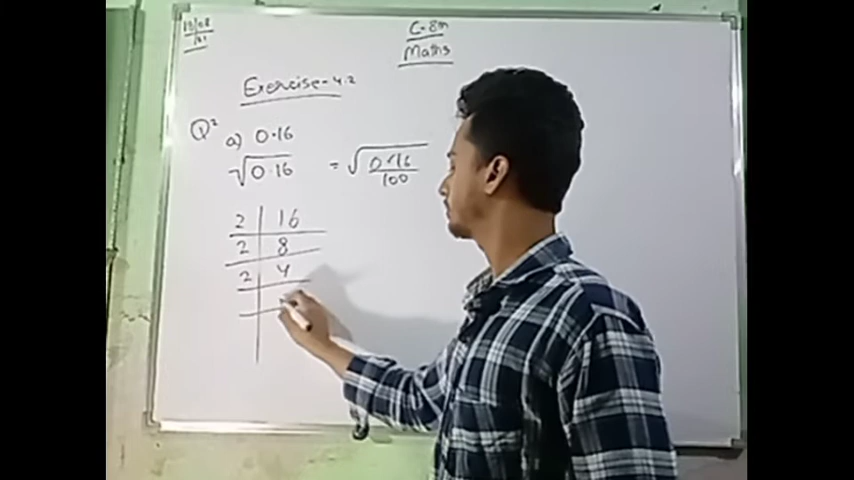 C-8th
Maths
Exercise-4.2
Q²
a) 0.16
√0.16 = √0.16/100
2 | 16
2 | 8
2 | 4